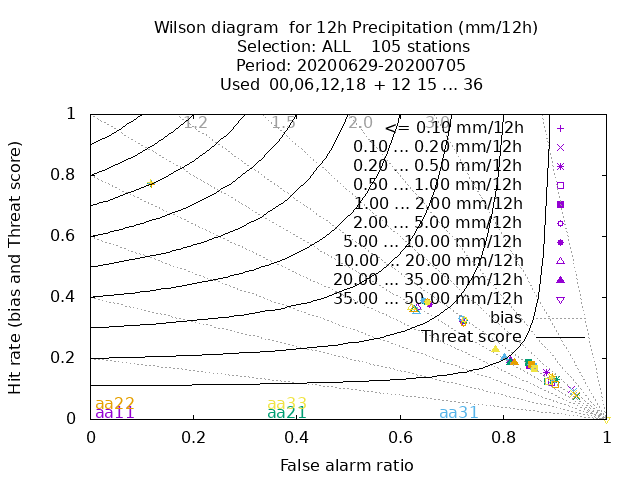 Wilson diagram  for 12h Precipitation (mm/12h)
Selection: ALL    105 stations
Period: 20200629-20200705
Used  00,06,12,18  + 12 15 ... 36
1.2 1.5 2.0 3.0
<= 0.10 mm/12h
0.10 ... 0.20 mm/12h
0.20 ... 0.50 mm/12h
0.50 ... 1.00 mm/12h
1.00 ... 2.00 mm/12h
2.00 ... 5.00 mm/12h
5.00 ... 10.00 mm/12h
10.00 ... 20.00 mm/12h
20.00 ... 35.00 mm/12h
35.00 ... 50.00 mm/12h
bias
Threat score
Hit rate (bias and Threat score)
1
0.8
0.6
0.4
0.2
0
aa22 aa33
aa11 aa21 aa31
0 0.2 0.4 0.6 0.8 1
False alarm ratio